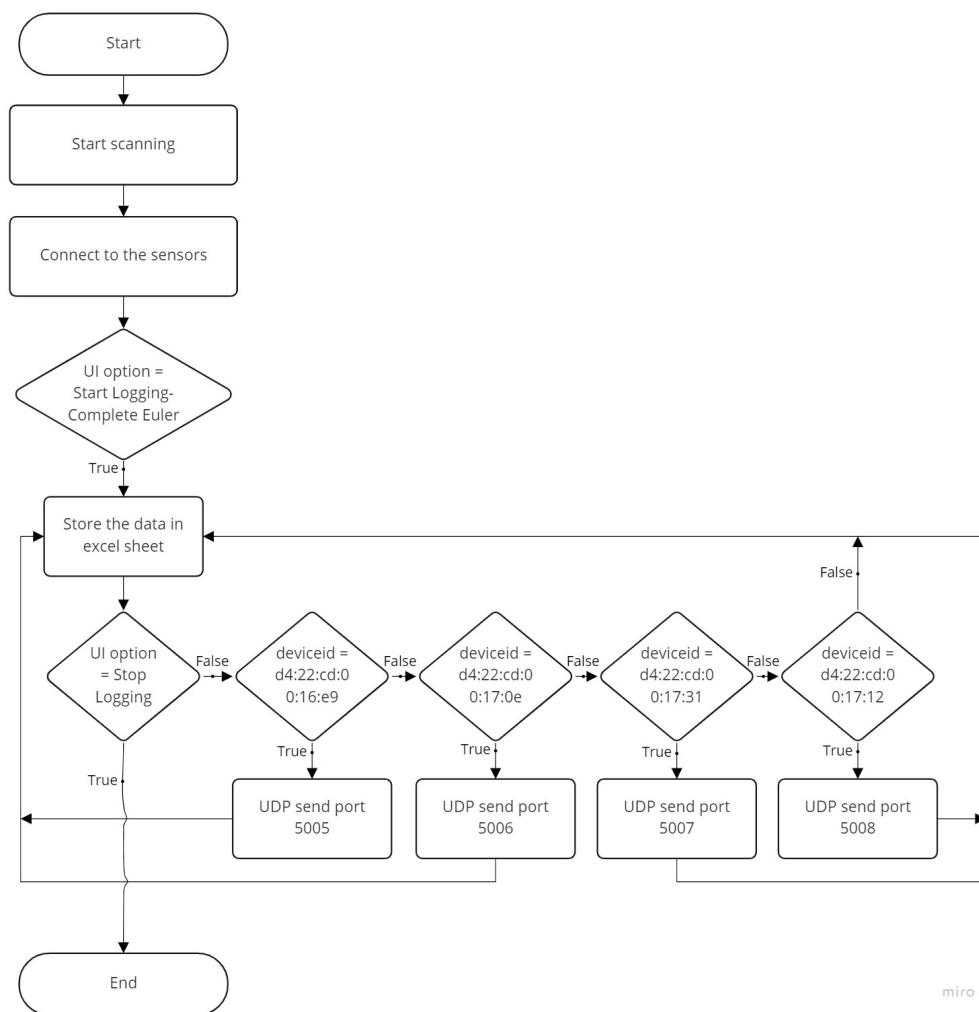 Start
Start scanning
Connect to the sensors
UI option =
Start Logging-
Complete Euler
True
Store the data in
excel sheet
False
UI option
= Stop
Logging
False
deviceid =
d4:22:cd:0
0:16:e9
False
deviceid =
d4:22:cd:0
0:17:0e
False
deviceid =
d4:22:cd:0
0:17:31
False
deviceid =
d4:22:cd:0
0:17:12
True
True
True
True
True
UDP send port
5005
UDP send port
5006
UDP send port
5007
UDP send port
5008
End
miro